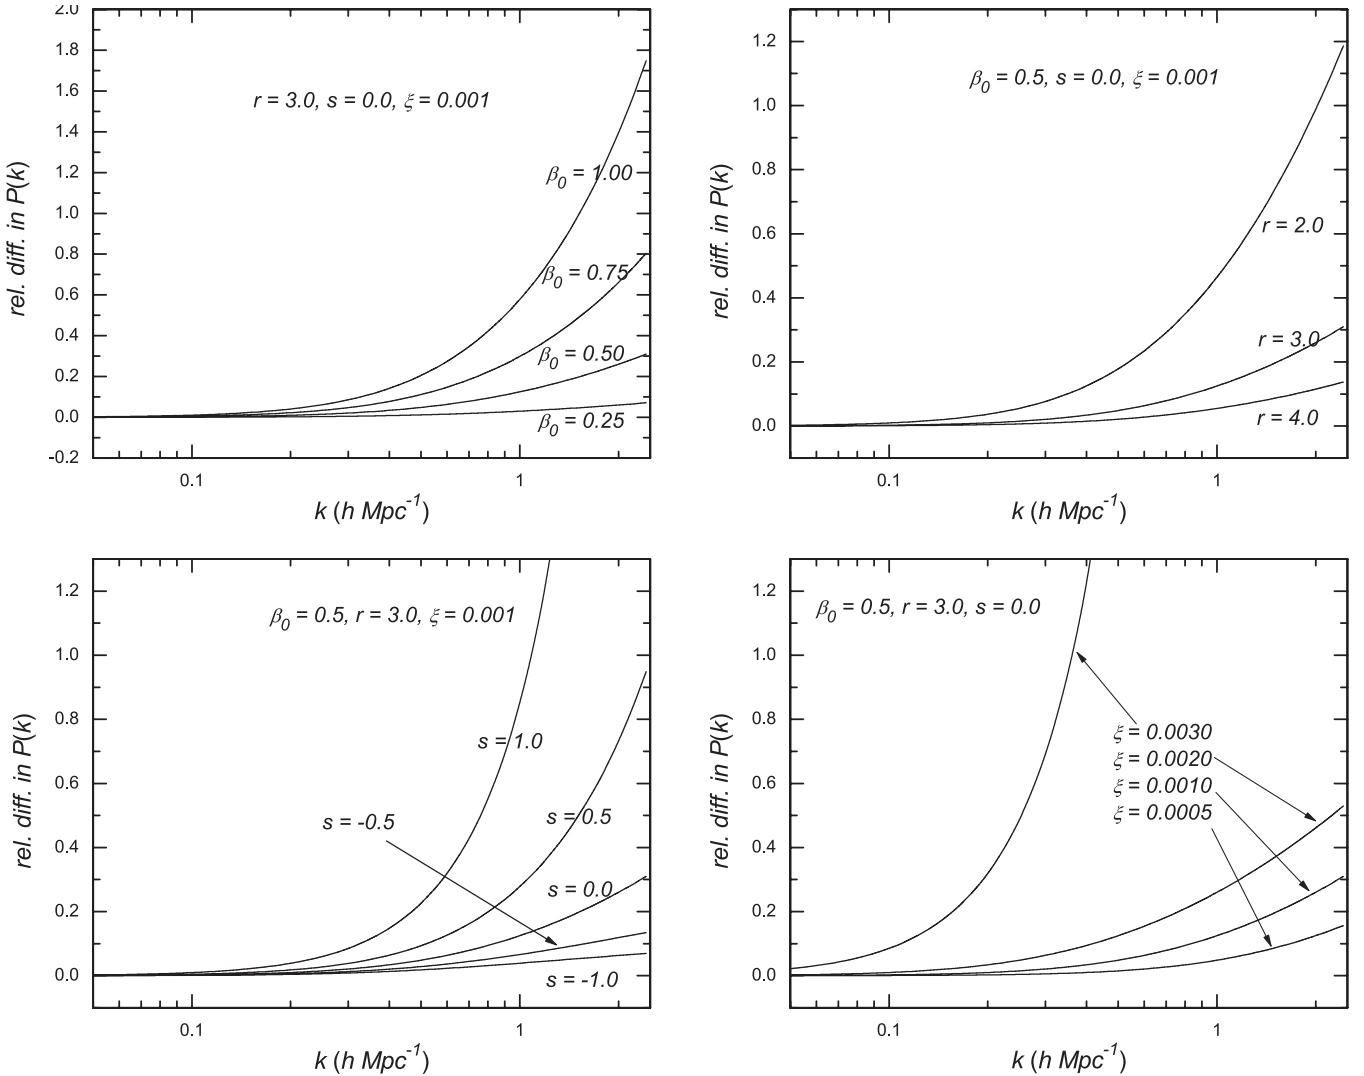 2.0
1.8
1.6
1.4
1.2
1.0
0.8
0.6
0.4
0.2
0.0
-0.2
rel. diff. in P(k)
r = 3.0, s = 0.0, ξ = 0.001
β0 = 1.00
β0 = 0.75
β0 = 0.50
β0 = 0.25
0.1 1
k (h Mpc-1)
1.2
1.0
0.8
0.6
0.4
0.2
0.0
rel. diff. in P(k)
β0 = 0.5, s = 0.0, ξ = 0.001
r = 2.0
r = 3.0
r = 4.0
0.1 1
k (h Mpc-1)
1.2
1.0
0.8
0.6
0.4
0.2
0.0
rel. diff. in P(k)
β0 = 0.5, r = 3.0, ξ = 0.001
s = 1.0
s = -0.5
s = 0.5
s = 0.0
s = -1.0
0.1 1
k (h Mpc-1)
1.2
1.0
0.8
0.6
0.4
0.2
0.0
rel. diff. in P(k)
β0 = 0.5, r = 3.0, s = 0.0
ξ = 0.0030
ξ = 0.0020
ξ = 0.0010
ξ = 0.0005
0.1 1
k (h Mpc-1)